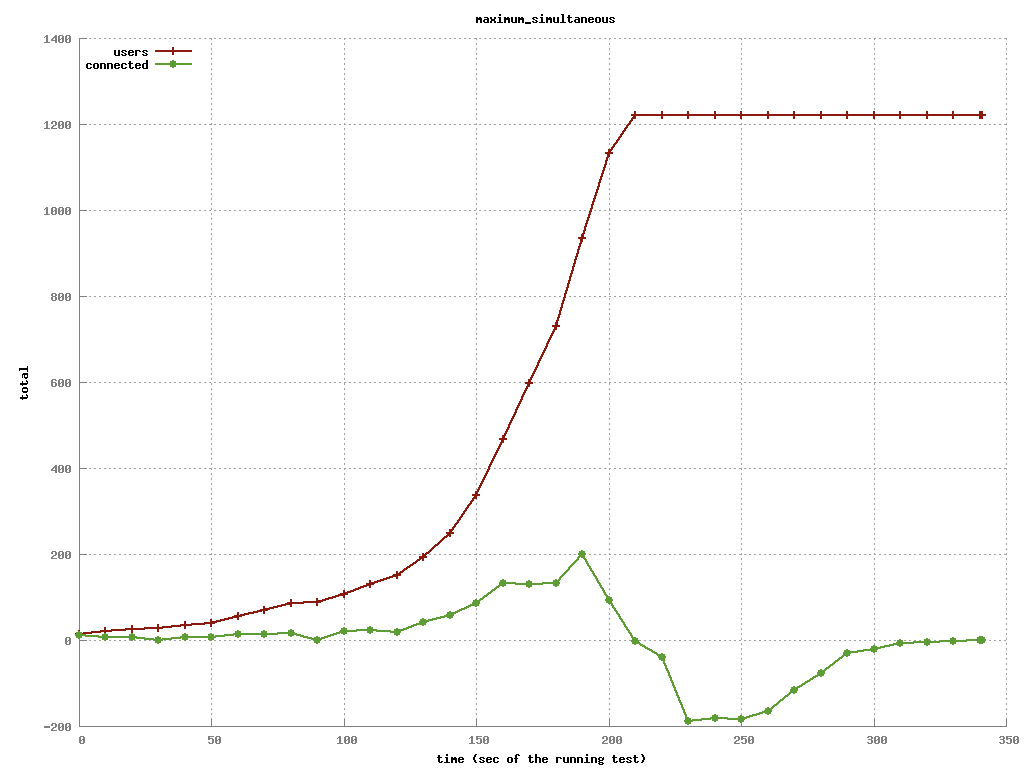 maximum_simultaneous
1400
users
connected
1200
1000
800
600
total
400
200
0
-200
0 50 100 150 200 250 300 350
time (sec of the running test)